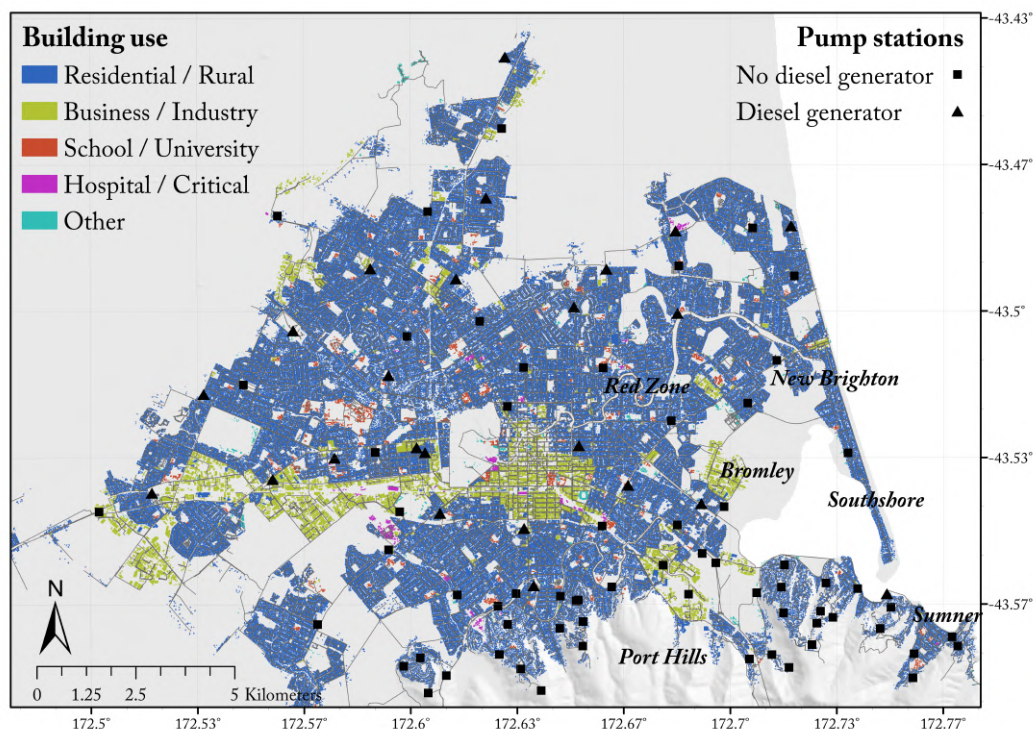 Building use
Residential / Rural
Business / Industry
School / University
Hospital / Critical
Other
Pump stations
No diesel generator
Diesel generator
Red Zone
New Brighton
Bromley
Southshore
Sumner
Port Hills
N
0 1.25 2.5 5 Kilometers
-43.43°
-43.47°
-43.5°
-43.53°
-43.57°
172.5° 172.53° 172.57° 172.6° 172.63° 172.67° 172.7° 172.73° 172.77°